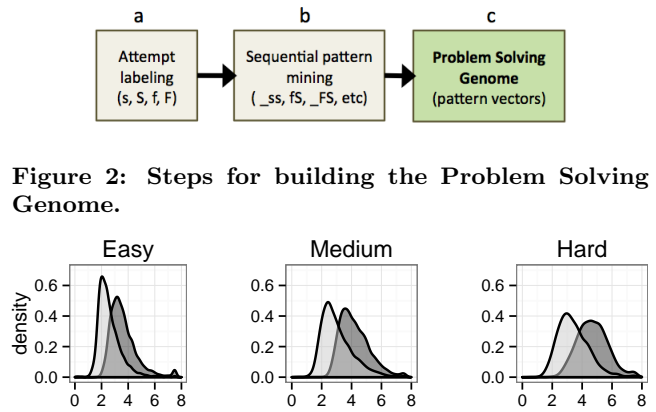 a
b
c
Attempt
labeling
(s, S, f, F)
Sequential pattern
mining
( _ss, fS, _FS, etc)
Problem Solving
Genome
(pattern vectors)
Figure 2: Steps for building the Problem Solving
Genome.
Easy
Medium
Hard
density
0.6
0.4
0.2
0.0
0 2 4 6 8
0.6
0.4
0.2
0.0
0 2 4 6 8
0.6
0.4
0.2
0.0
0 2 4 6 8